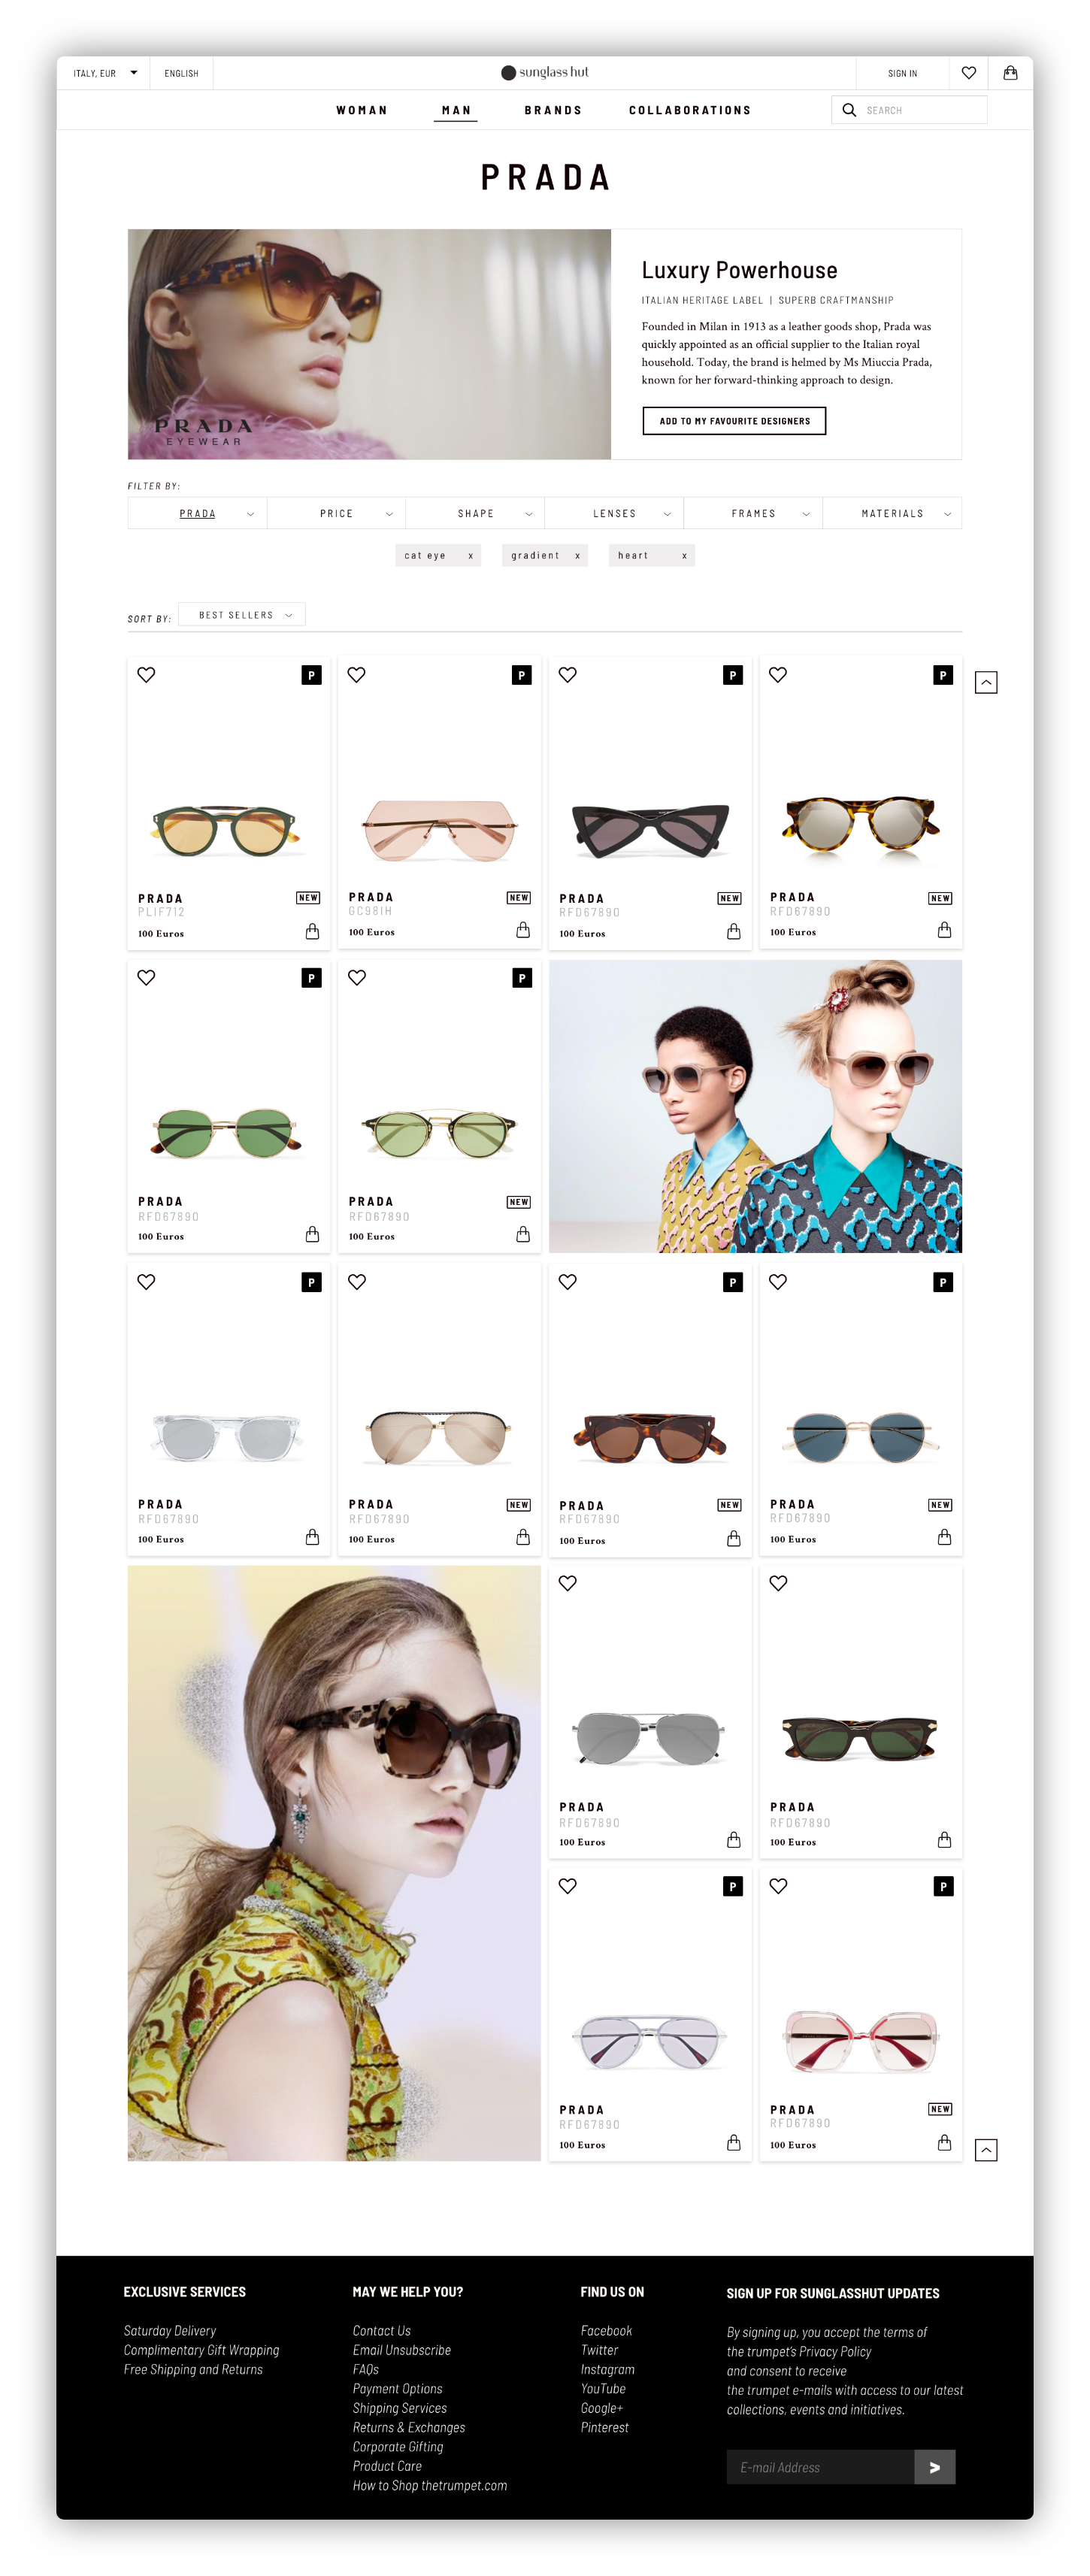 ITALY, EUR
ENGLISH
sunglass hut
SIGN IN
WOMAN
MAN
BRANDS
COLLABORATIONS
SEARCH
PRADA
PRADA
EYEWEAR
Luxury Powerhouse
ITALIAN HERITAGE LABEL | SUPERB CRAFTMANSHIP
Founded in Milan in 1913 as a leather goods shop, Prada was
quickly appointed as an official supplier to the Italian royal
household. Today, the brand is helmed by Ms Miuccia Prada,
known for her forward-thinking approach to design.
ADD TO MY FAVOURITE DESIGNERS
FILTER BY:
PRADA
PRICE
SHAPE
LENSES
FRAMES
MATERIALS
cat eye x
gradient x
heart x
SORT BY:
BEST SELLERS
P
PRADA
NEW
PLIF712
100 Euros
P
PRADA
NEW
GC98IH
100 Euros
P
PRADA
NEW
RFD67890
100 Euros
P
PRADA
NEW
RFD67890
100 Euros
P
PRADA
RFD67890
100 Euros
P
PRADA
NEW
RFD67890
100 Euros
P
PRADA
RFD67890
100 Euros
PRADA
NEW
RFD67890
100 Euros
P
PRADA
NEW
RFD67890
100 Euros
P
PRADA
NEW
RFD67890
100 Euros
PRADA
RFD67890
100 Euros
PRADA
RFD67890
100 Euros
P
PRADA
RFD67890
100 Euros
P
PRADA
NEW
RFD67890
100 Euros
EXCLUSIVE SERVICES
Saturday Delivery
Complimentary Gift Wrapping
Free Shipping and Returns
MAY WE HELP YOU?
Contact Us
Email Unsubscribe
FAQs
Payment Options
Shipping Services
Returns & Exchanges
Corporate Gifting
Product Care
How to Shop thetrumpet.com
FIND US ON
Facebook
Twitter
Instagram
YouTube
Google+
Pinterest
SIGN UP FOR SUNGLASSHUT UPDATES
By signing up, you accept the terms of
the trumpet's Privacy Policy
and consent to receive
the trumpet e-mails with access to our latest
collections, events and initiatives.
E-mail Address
>